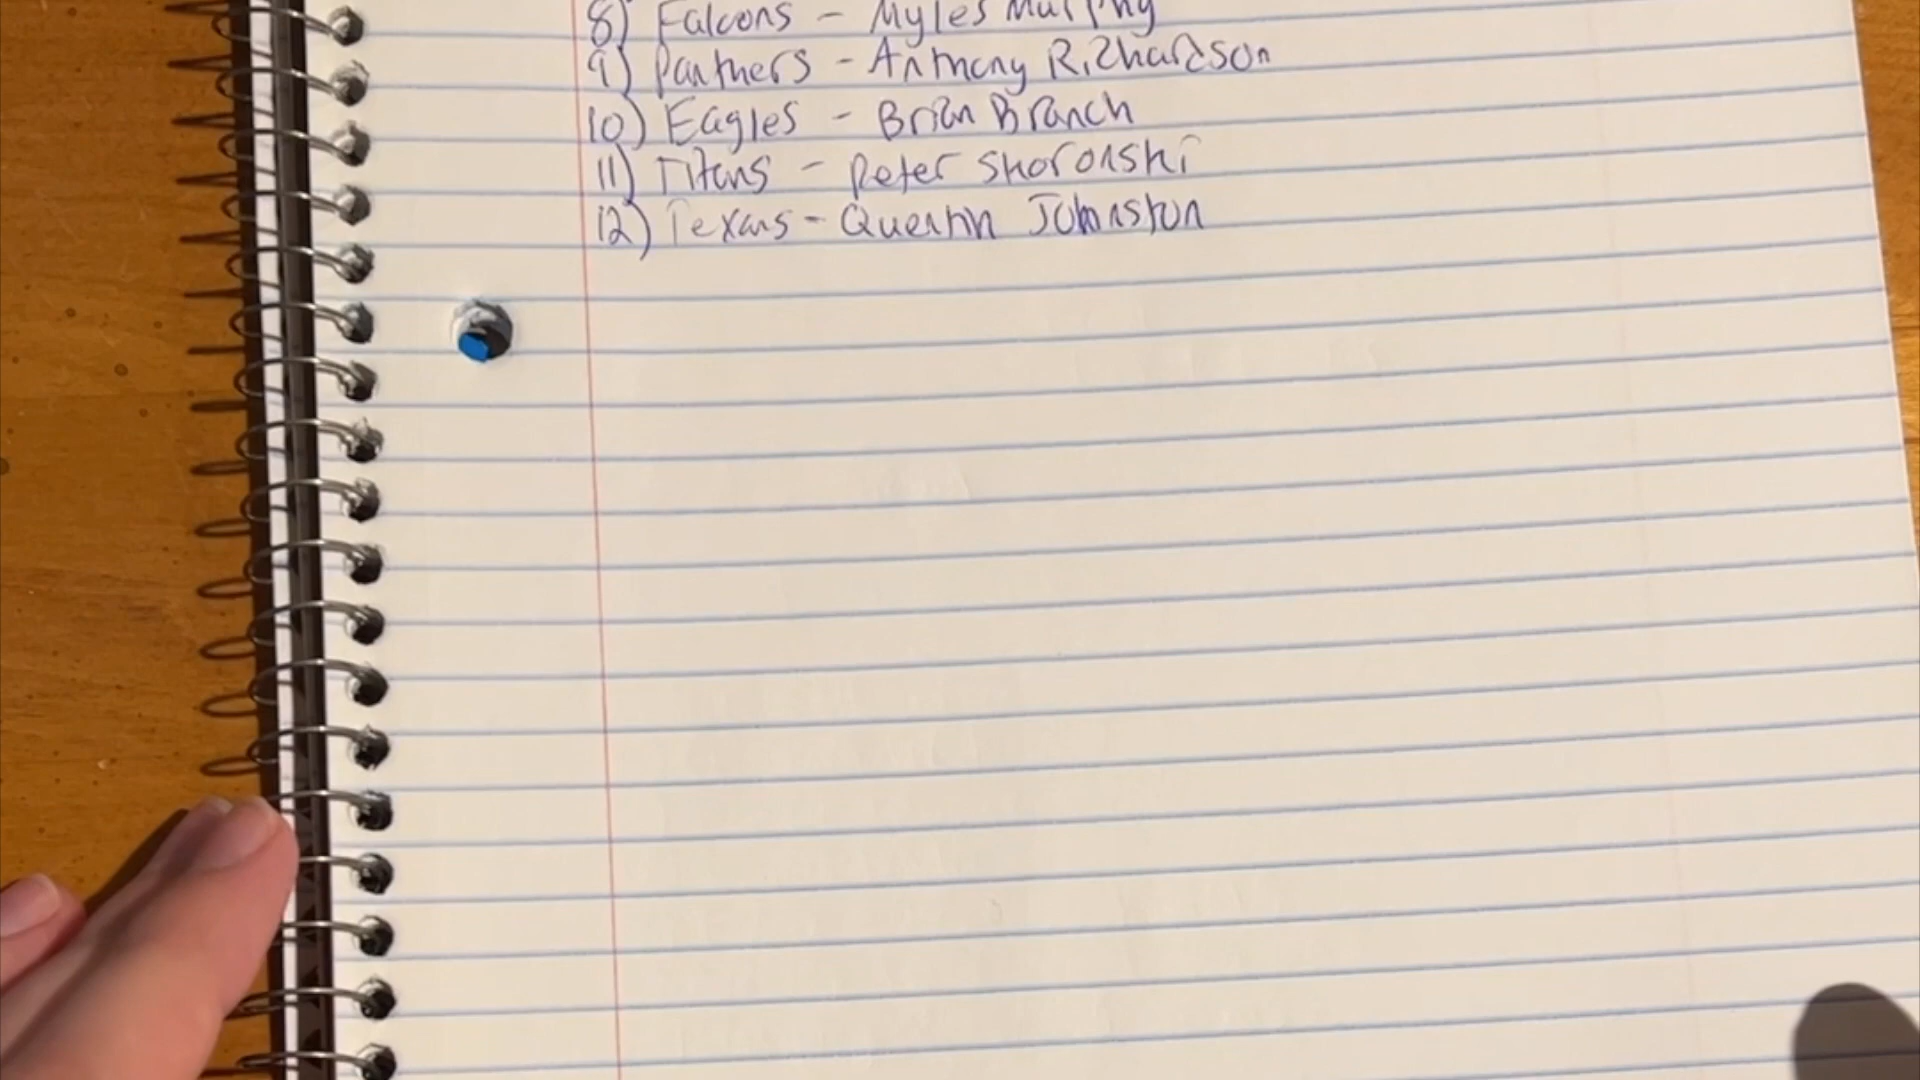 8) Falcons - Myles Murphy
9) Panthers - Anthony Richardson
10) Eagles - Brian Branch
11) Titans - Peter Skoronski
12) Texans - Quentin Johnston